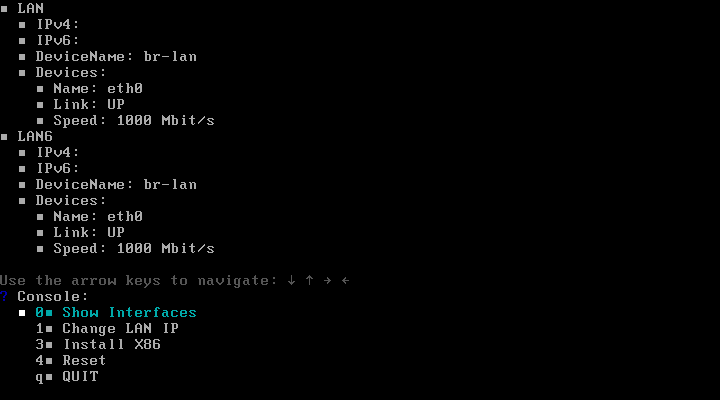 ▪ LAN
▪ IPv4:
▪ IPv6:
▪ DeviceName: br-lan
▪ Devices:
▪ Name: eth0
▪ Link: UP
▪ Speed: 1000 Mbit/s
▪ LAN6
▪ IPv4:
▪ IPv6:
▪ DeviceName: br-lan
▪ Devices:
▪ Name: eth0
▪ Link: UP
▪ Speed: 1000 Mbit/s
Use the arrow keys to navigate: ↓ ↑ → ←
? Console:
▪ 0▪ Show Interfaces
1▪ Change LAN IP
3▪ Install X86
4▪ Reset
q▪ QUIT